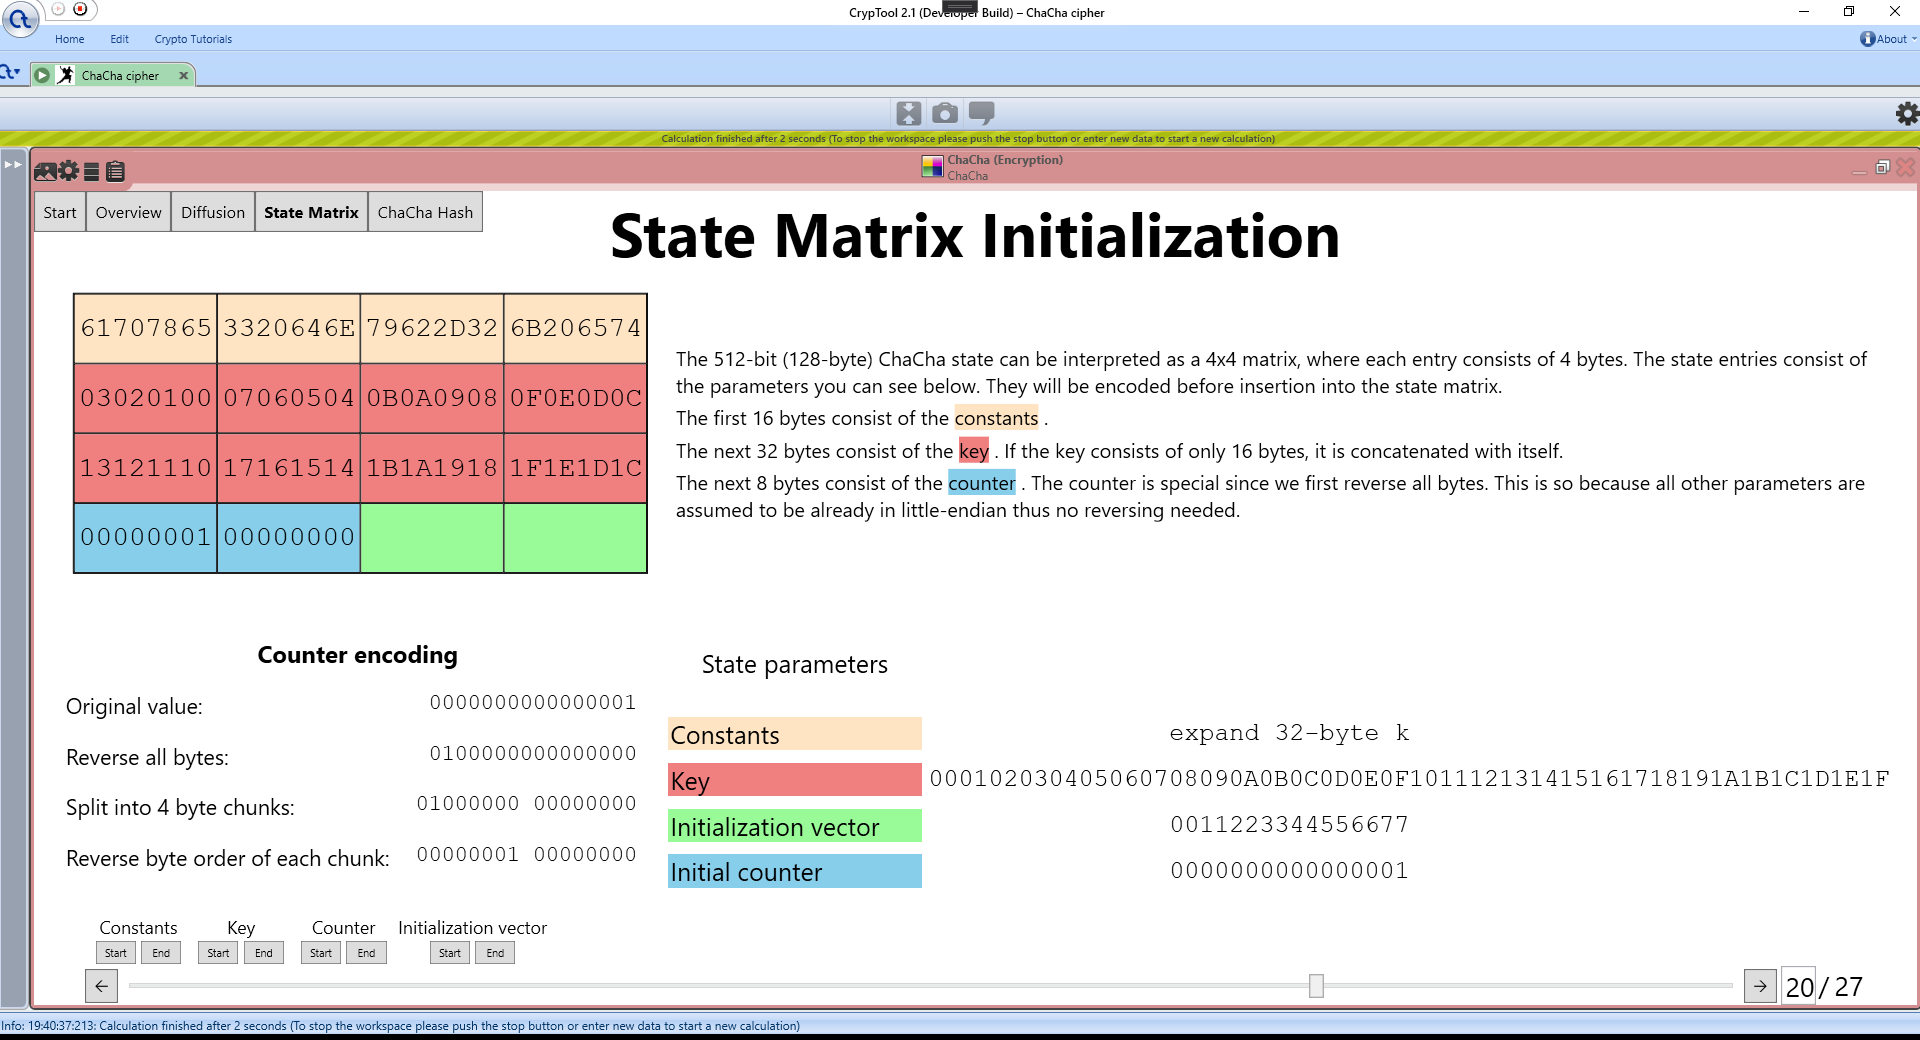 CrypTool 2.1 (Developer Build) – ChaCha cipher
Home Edit Crypto Tutorials
About
ChaCha cipher
Calculation finished after 2 seconds (To stop the workspace please push the stop button or enter new data to start a new calculation)
ChaCha (Encryption)
ChaCha
Start Overview Diffusion State Matrix ChaCha Hash
State Matrix Initialization
61707865 3320646E 79622D32 6B206574
03020100 07060504 0B0A0908 0F0E0D0C
13121110 17161514 1B1A1918 1F1E1D1C
00000001 00000000
The 512-bit (128-byte) ChaCha state can be interpreted as a 4x4 matrix, where each entry consists of 4 bytes. The state entries consist of
the parameters you can see below. They will be encoded before insertion into the state matrix.
The first 16 bytes consist of the constants .
The next 32 bytes consist of the key . If the key consists of only 16 bytes, it is concatenated with itself.
The next 8 bytes consist of the counter . The counter is special since we first reverse all bytes. This is so because all other parameters are
assumed to be already in little-endian thus no reversing needed.
Counter encoding
Original value: 0000000000000001
Reverse all bytes: 0100000000000000
Split into 4 byte chunks: 01000000 00000000
Reverse byte order of each chunk: 00000001 00000000
State parameters
Constants expand 32-byte k
Key 000102030405060708090A0B0C0D0E0F101112131415161718191A1B1C1D1E1F
Initialization vector 0011223344556677
Initial counter 0000000000000001
Constants Key Counter Initialization vector
Start End Start End Start End Start End
20 / 27
Info: 19:40:37:213: Calculation finished after 2 seconds (To stop the workspace please push the stop button or enter new data to start a new calculation)